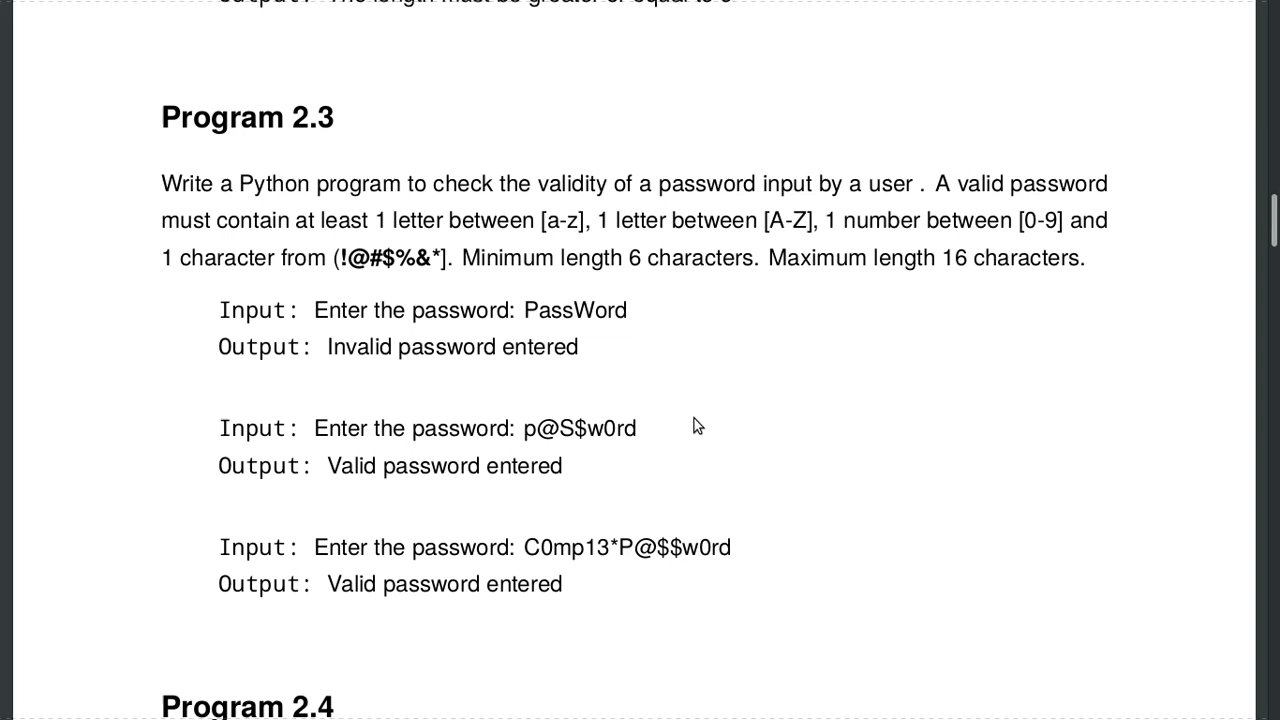 Program 2.3
Write a Python program to check the validity of a password input by a user . A valid password
must contain at least 1 letter between [a-z], 1 letter between [A-Z], 1 number between [0-9] and
1 character from (!@#$%&*]. Minimum length 6 characters. Maximum length 16 characters.
Input: Enter the password: PassWord
Output: Invalid password entered
Input: Enter the password: p@S$w0rd
Output: Valid password entered
Input: Enter the password: C0mp13*P@$$w0rd
Output: Valid password entered
Program 2.4